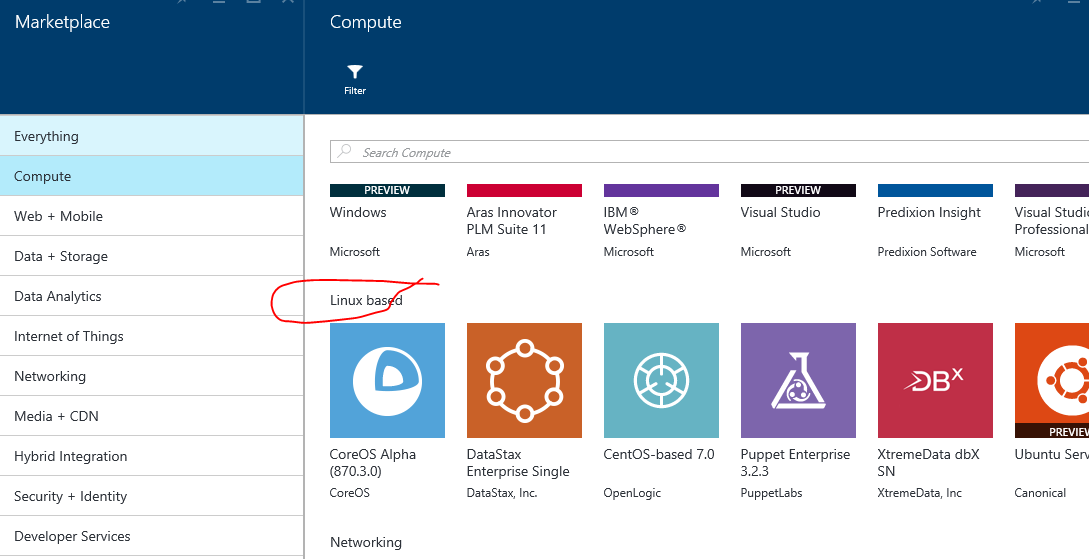 Marketplace
Compute
Filter
Everything
Compute
Web + Mobile
Data + Storage
Data Analytics
Internet of Things
Networking
Media + CDN
Hybrid Integration
Security + Identity
Developer Services
Search Compute
PREVIEW
Windows
Microsoft
Aras Innovator
PLM Suite 11
Aras
IBM®
WebSphere®
Microsoft
PREVIEW
Visual Studio
Microsoft
Predixion Insight
Predixion Software
Visual Studi
Professional
Microsoft
Linux based
CoreOS Alpha
(870.3.0)
CoreOS
DataStax
Enterprise Single
DataStax, Inc.
CentOS-based 7.0
OpenLogic
Puppet Enterprise
3.2.3
PuppetLabs
DBX
XtremeData dbX
SN
XtremeData, Inc
PREVIEW
Ubuntu Serv
Canonical
Networking